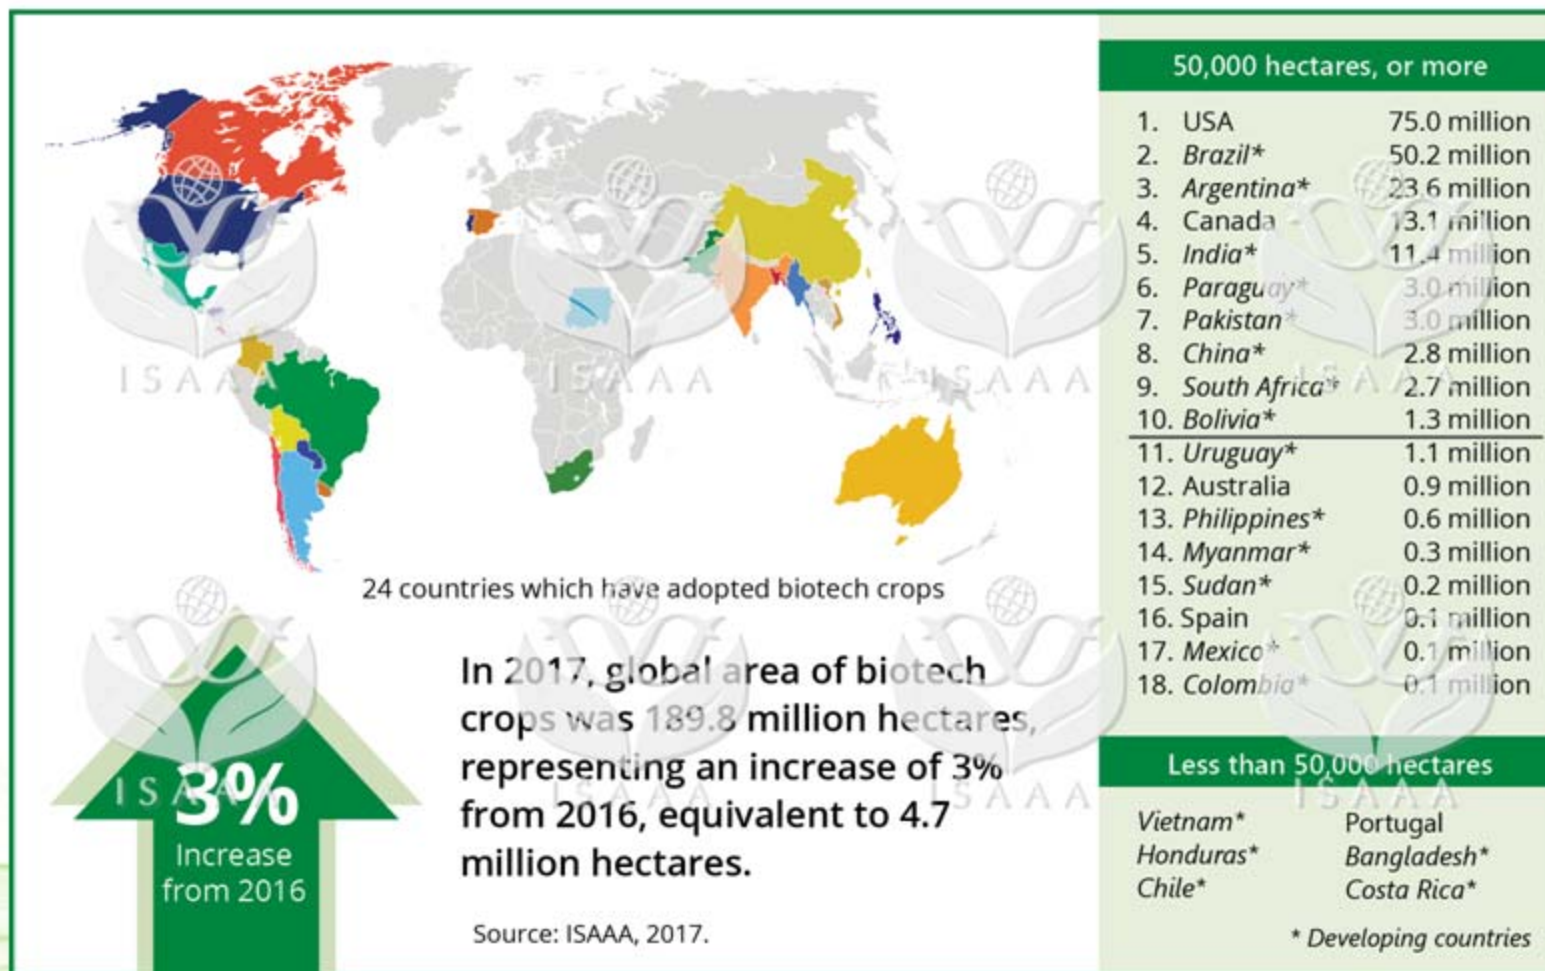 50,000 hectares, or more
1. USA 75.0 million
2. Brazil* 50.2 million
3. Argentina* 23.6 million
4. Canada 13.1 million
5. India* 11.4 million
6. Paraguay* 3.0 million
7. Pakistan* 3.0 million
8. China* 2.8 million
9. South Africa* 2.7 million
10. Bolivia* 1.3 million
11. Uruguay* 1.1 million
12. Australia 0.9 million
13. Philippines* 0.6 million
14. Myanmar* 0.3 million
15. Sudan* 0.2 million
16. Spain 0.1 million
17. Mexico* 0.1 million
18. Colombia* 0.1 million
Less than 50,000 hectares
Vietnam* Portugal
Honduras* Bangladesh*
Chile* Costa Rica*
* Developing countries
24 countries which have adopted biotech crops
In 2017, global area of biotech
crops was 189.8 million hectares,
representing an increase of 3%
from 2016, equivalent to 4.7
million hectares.
Source: ISAAA, 2017.
3%
Increase
from 2016
ISAAA
ISAAA
ISAAA
ISAAA
ISAAA
ISAAA
ISAAA
ISAAA